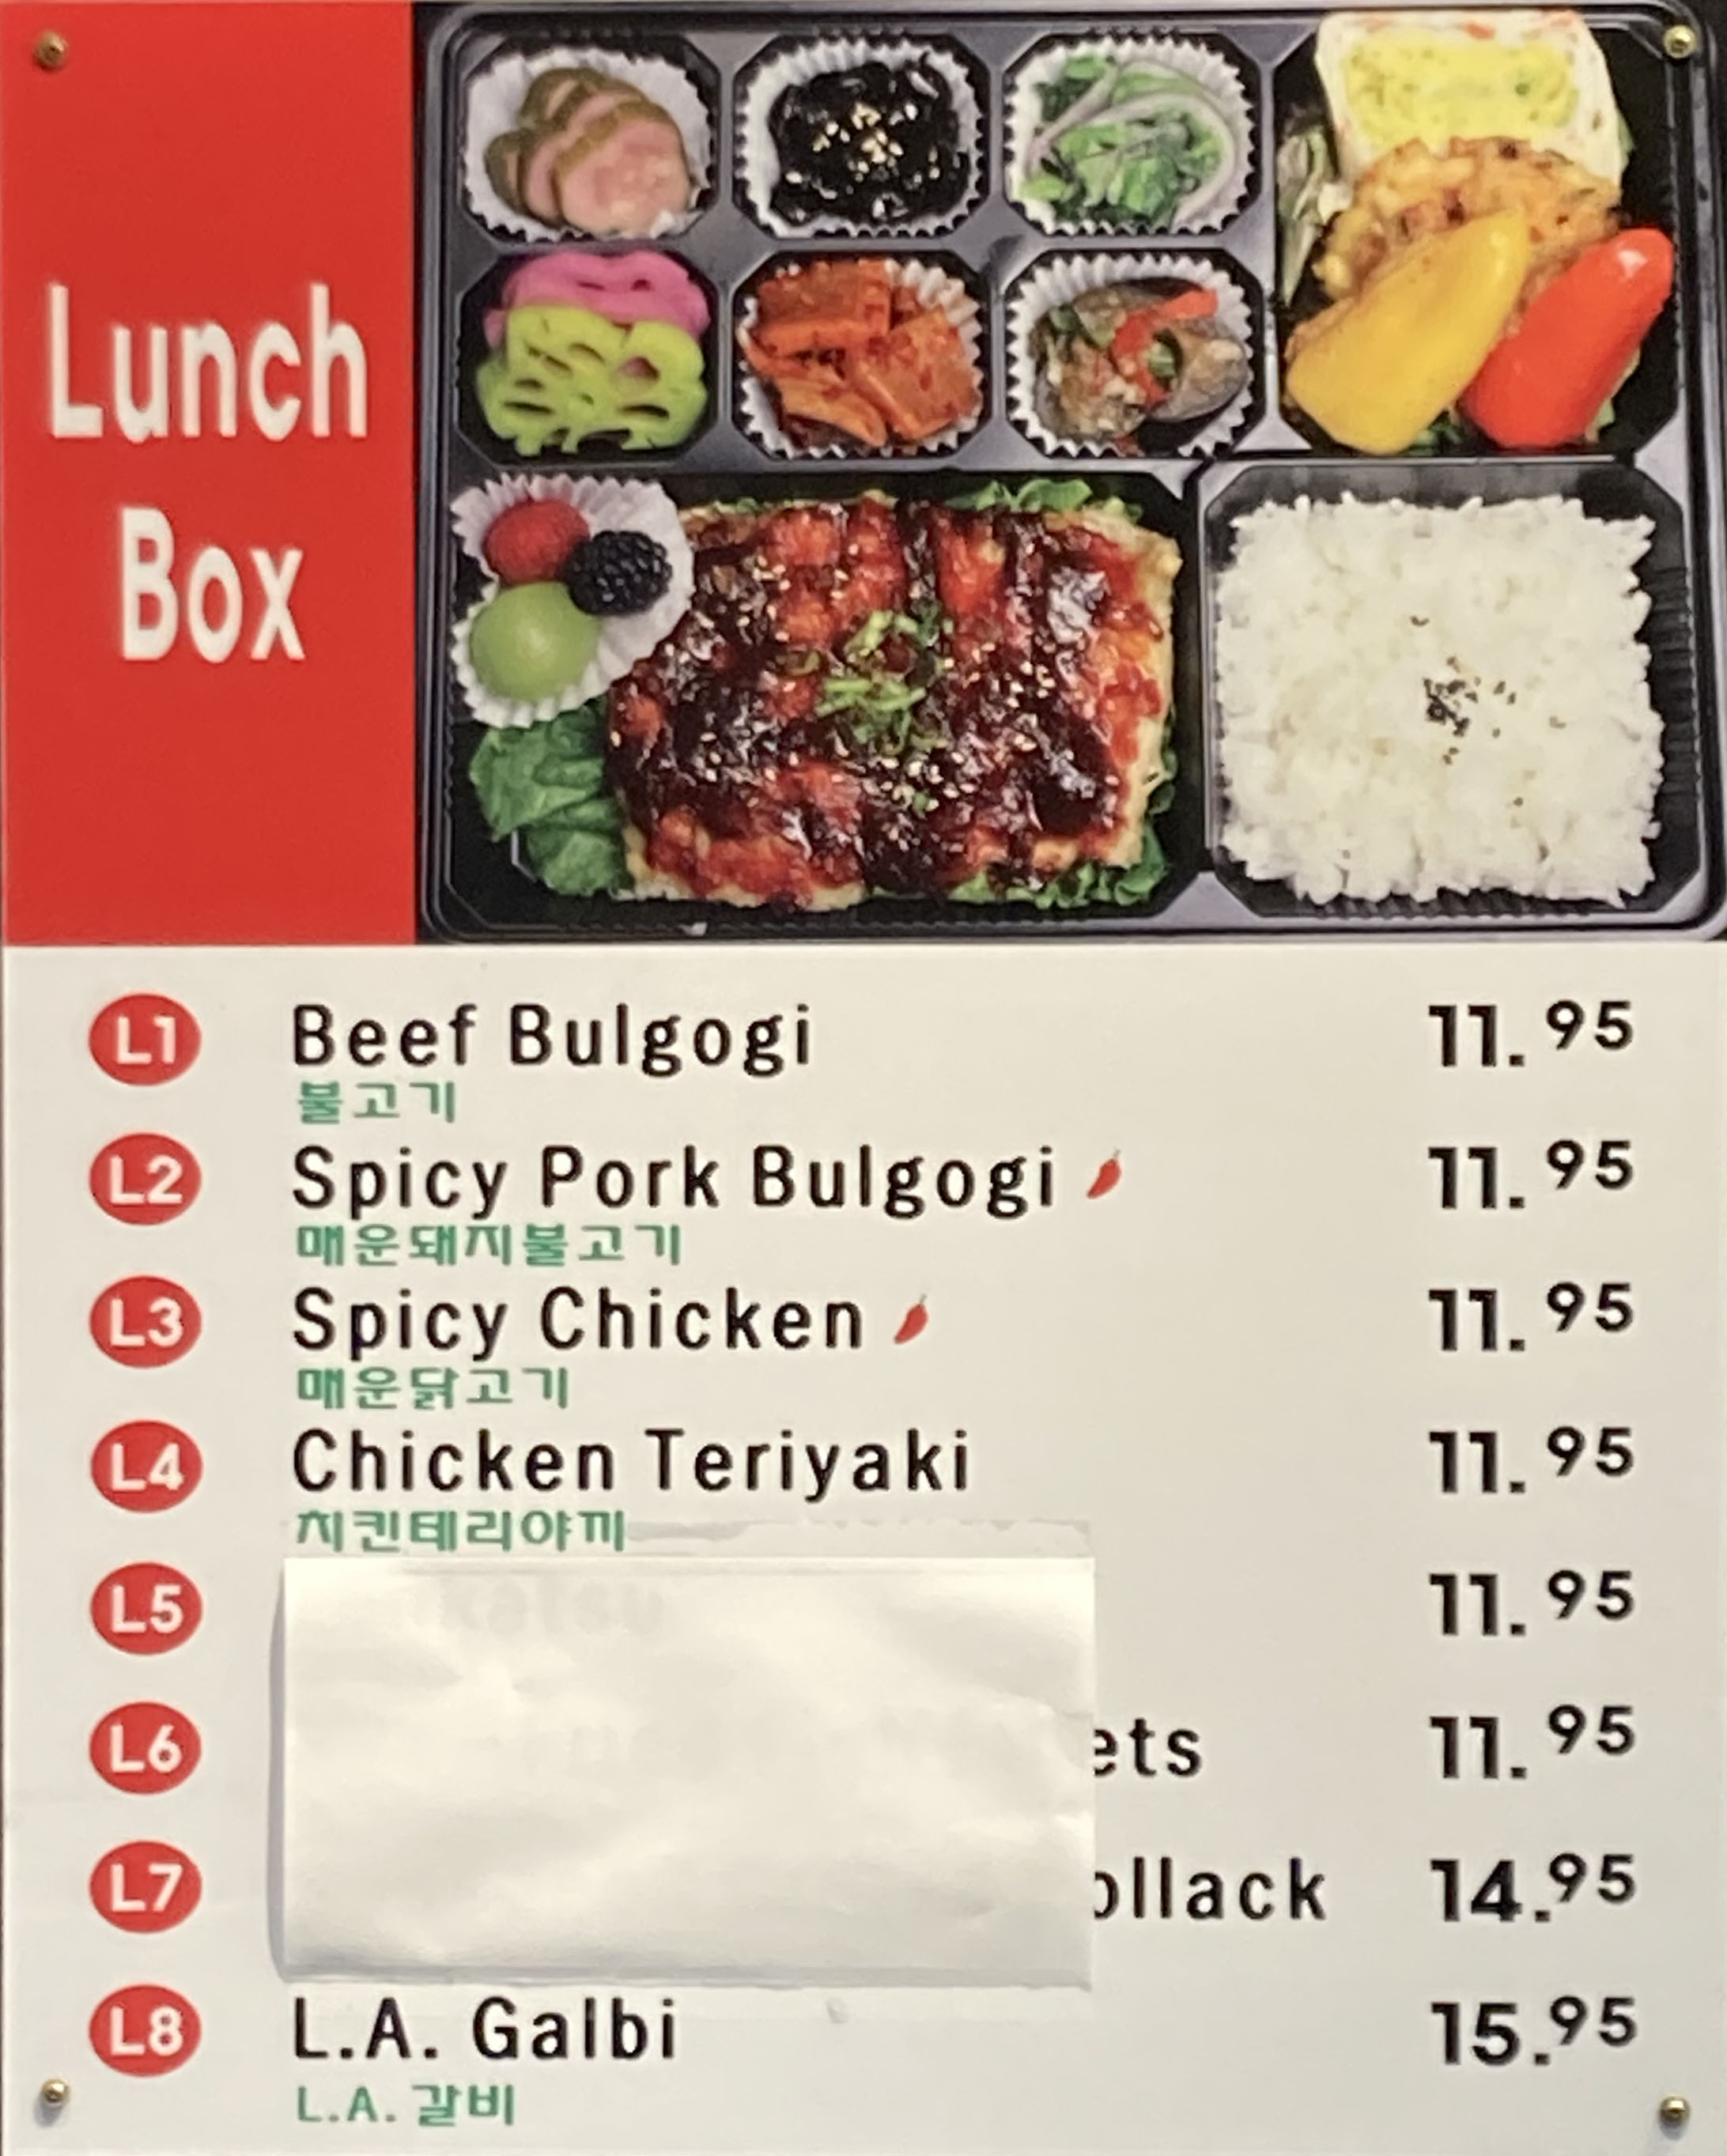 Lunch
Box
L1 Beef Bulgogi 11.95
불고기
L2 Spicy Pork Bulgogi 11.95
매운돼지불고기
L3 Spicy Chicken 11.95
매운닭고기
L4 Chicken Teriyaki 11.95
치킨테리야끼
L5 11.95
L6 ets 11.95
L7 ollack 14.95
L8 L.A. Galbi 15.95
L.A. 갈비